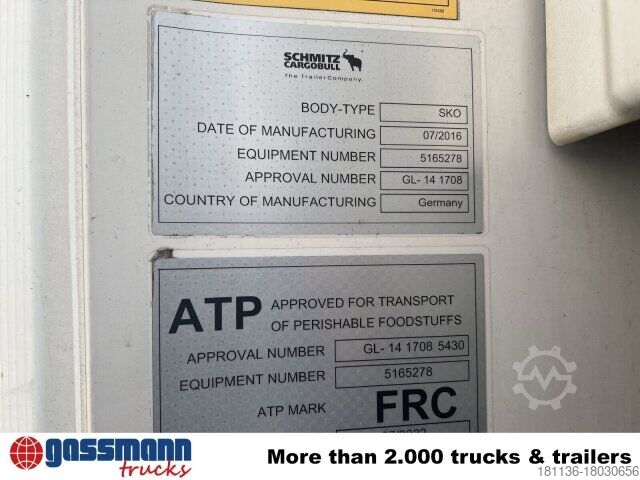 SCHMITZ
CARGOBULL
The Trailer Company.
BODY-TYPE SKO
DATE OF MANUFACTURING 07/2016
EQUIPMENT NUMBER 5165278
APPROVAL NUMBER GL- 14 1708
COUNTRY OF MANUFACTURING Germany
ATP APPROVED FOR TRANSPORT
OF PERISHABLE FOODSTUFFS
APPROVAL NUMBER GL- 14 1708 5430
EQUIPMENT NUMBER 5165278
ATP MARK FRC
gassmann
trucks
More than 2.000 trucks & trailers
181136-18030656